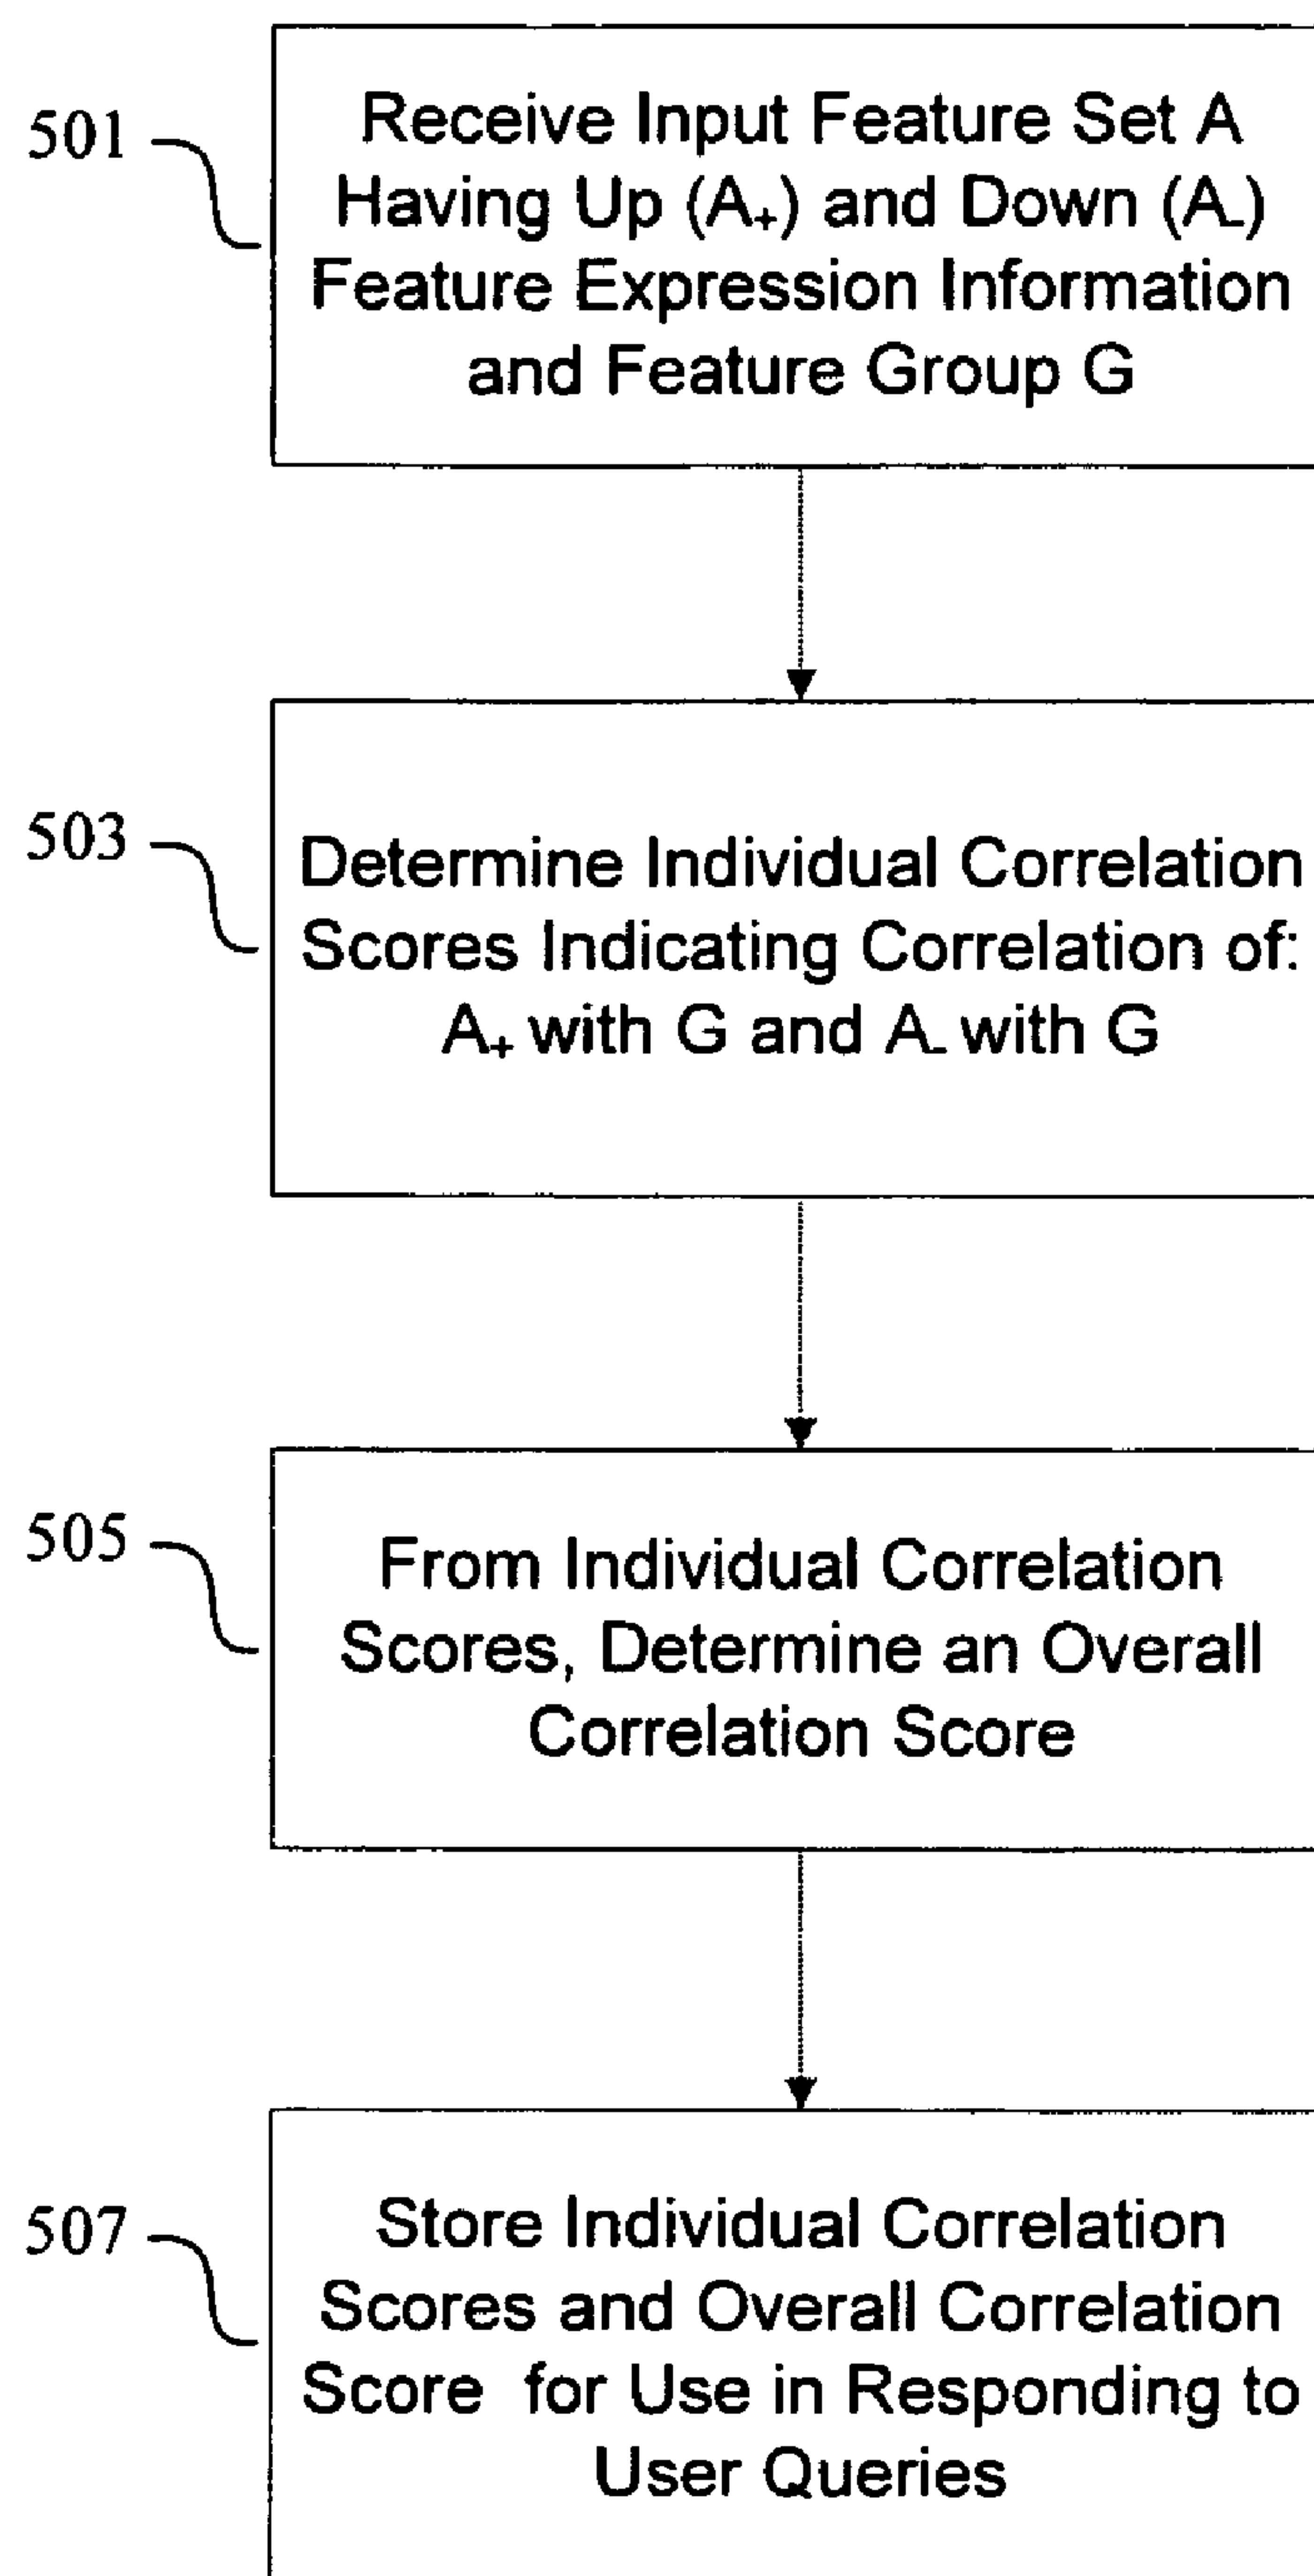 501
Receive Input Feature Set A
Having Up (A₊) and Down (A₋)
Feature Expression Information
and Feature Group G
503
Determine Individual Correlation
Scores Indicating Correlation of:
A₊ with G and A₋ with G
505
From Individual Correlation
Scores, Determine an Overall
Correlation Score
507
Store Individual Correlation
Scores and Overall Correlation
Score for Use in Responding to
User Queries